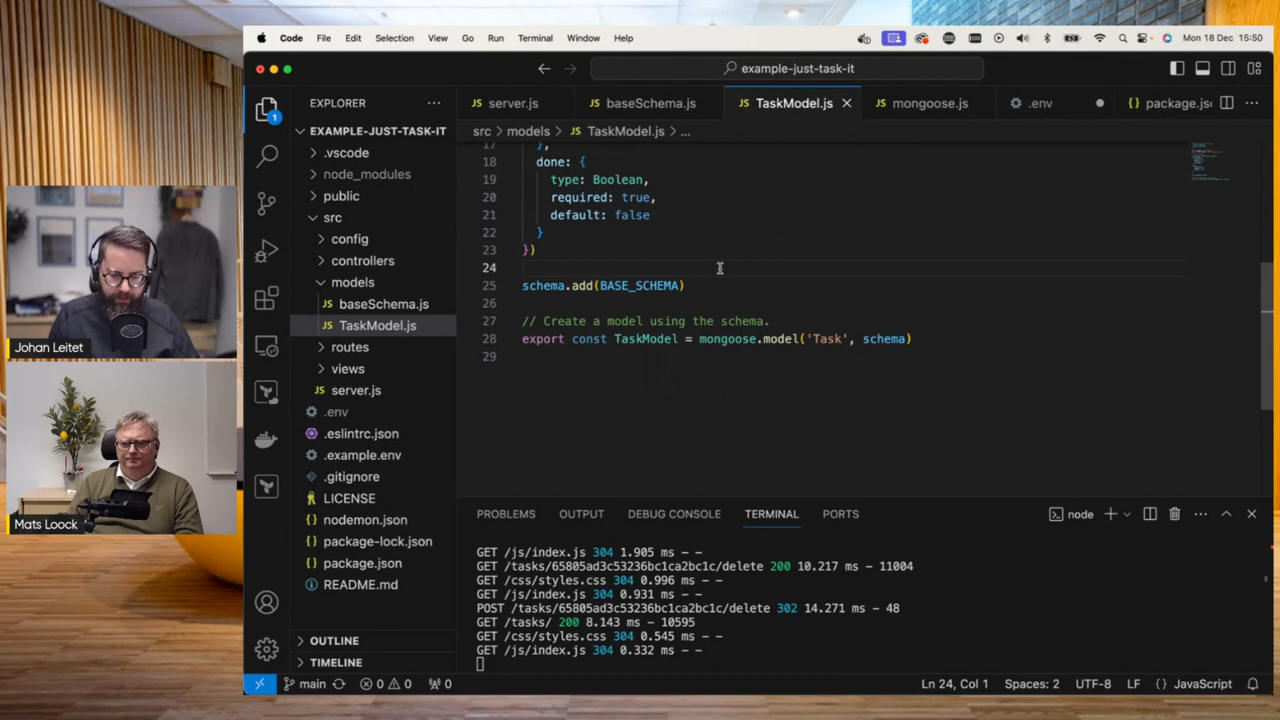 Code File Edit Selection View Go Run Terminal Window Help Mon 18 Dec 15:50
example-just-task-it
EXPLORER
server.js baseSchema.js TaskModel.js mongoose.js .env package.js
EXAMPLE-JUST-TASK-IT
src > models > JS TaskModel.js > ...
.vscode
node_modules
public
src
config
controllers
models
baseSchema.js
TaskModel.js
routes
views
server.js
.env
.eslintrc.json
.example.env
.gitignore
LICENSE
nodemon.json
package-lock.json
package.json
README.md
OUTLINE
TIMELINE
17 },
18 done: {
19 type: Boolean,
20 required: true,
21 default: false
22 }
23 })
24
25 schema.add(BASE_SCHEMA)
26
27 // Create a model using the schema.
28 export const TaskModel = mongoose.model('Task', schema)
29
PROBLEMS OUTPUT DEBUG CONSOLE TERMINAL PORTS node
GET /js/index.js 304 1.905 ms - -
GET /tasks/65805ad3c53236bc1ca2bc1c/delete 200 10.217 ms - 11004
GET /css/styles.css 304 0.996 ms - -
GET /js/index.js 304 0.931 ms - -
POST /tasks/65805ad3c53236bc1ca2bc1c/delete 302 14.271 ms - 48
GET /tasks/ 200 8.143 ms - 10595
GET /css/styles.css 304 0.545 ms - -
GET /js/index.js 304 0.332 ms - -
main 0 0 0 Ln 24, Col 1 Spaces: 2 UTF-8 LF {} JavaScript
Johan Leitet
Mats Loock